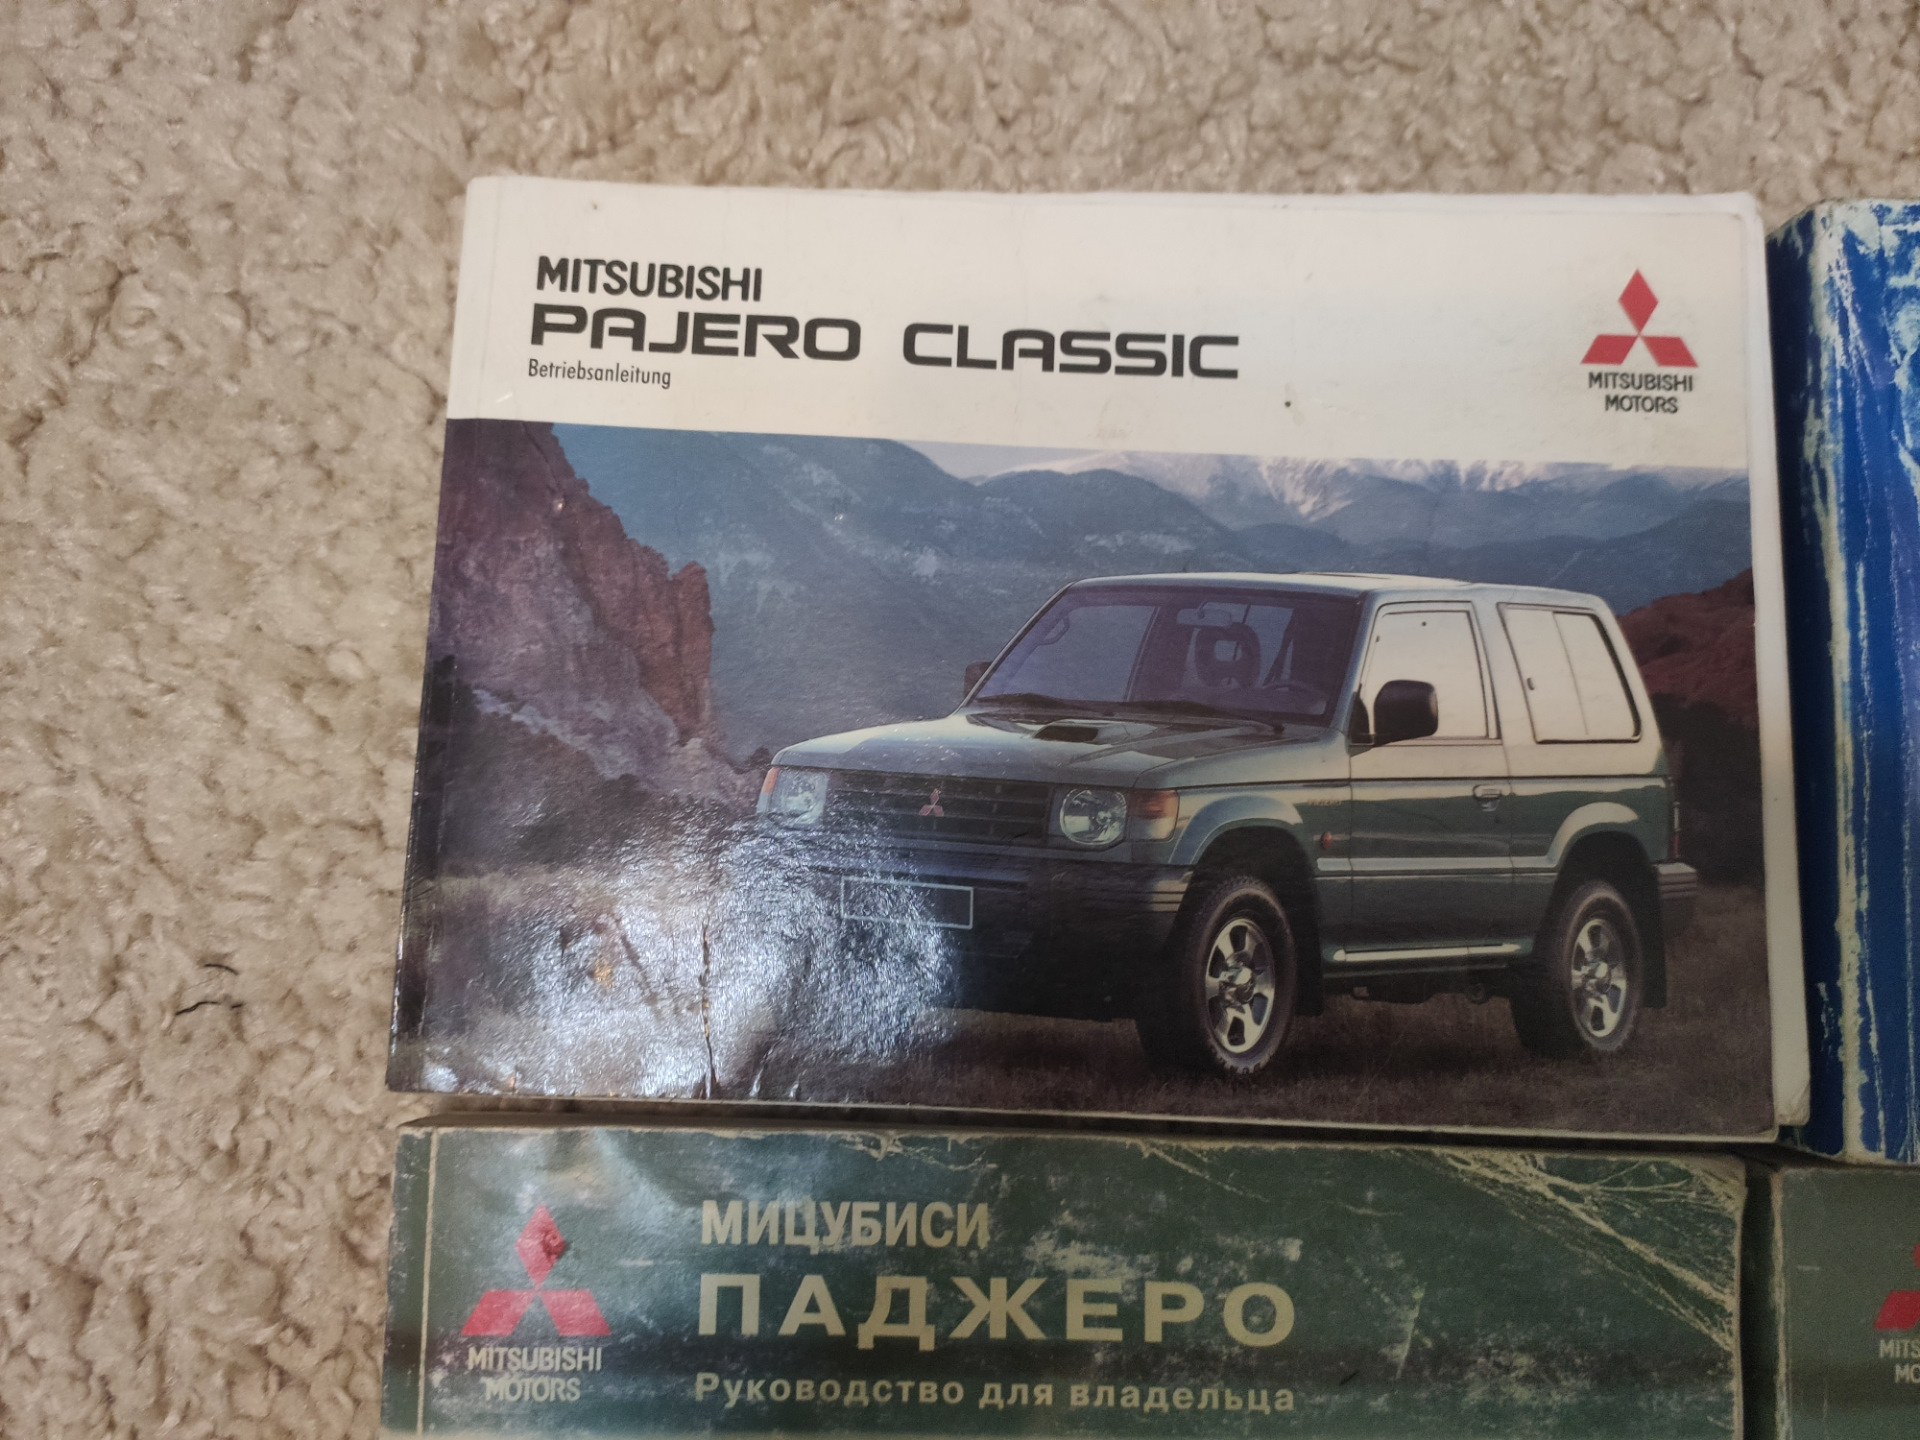 MITSUBISHI
PAJERO CLASSIC
Betriebsanleitung
MITSUBISHI
MOTORS
МИЦУБИСИ
ПАДЖЕРО
Руководство для владельца
MITSUBISHI
MOTORS